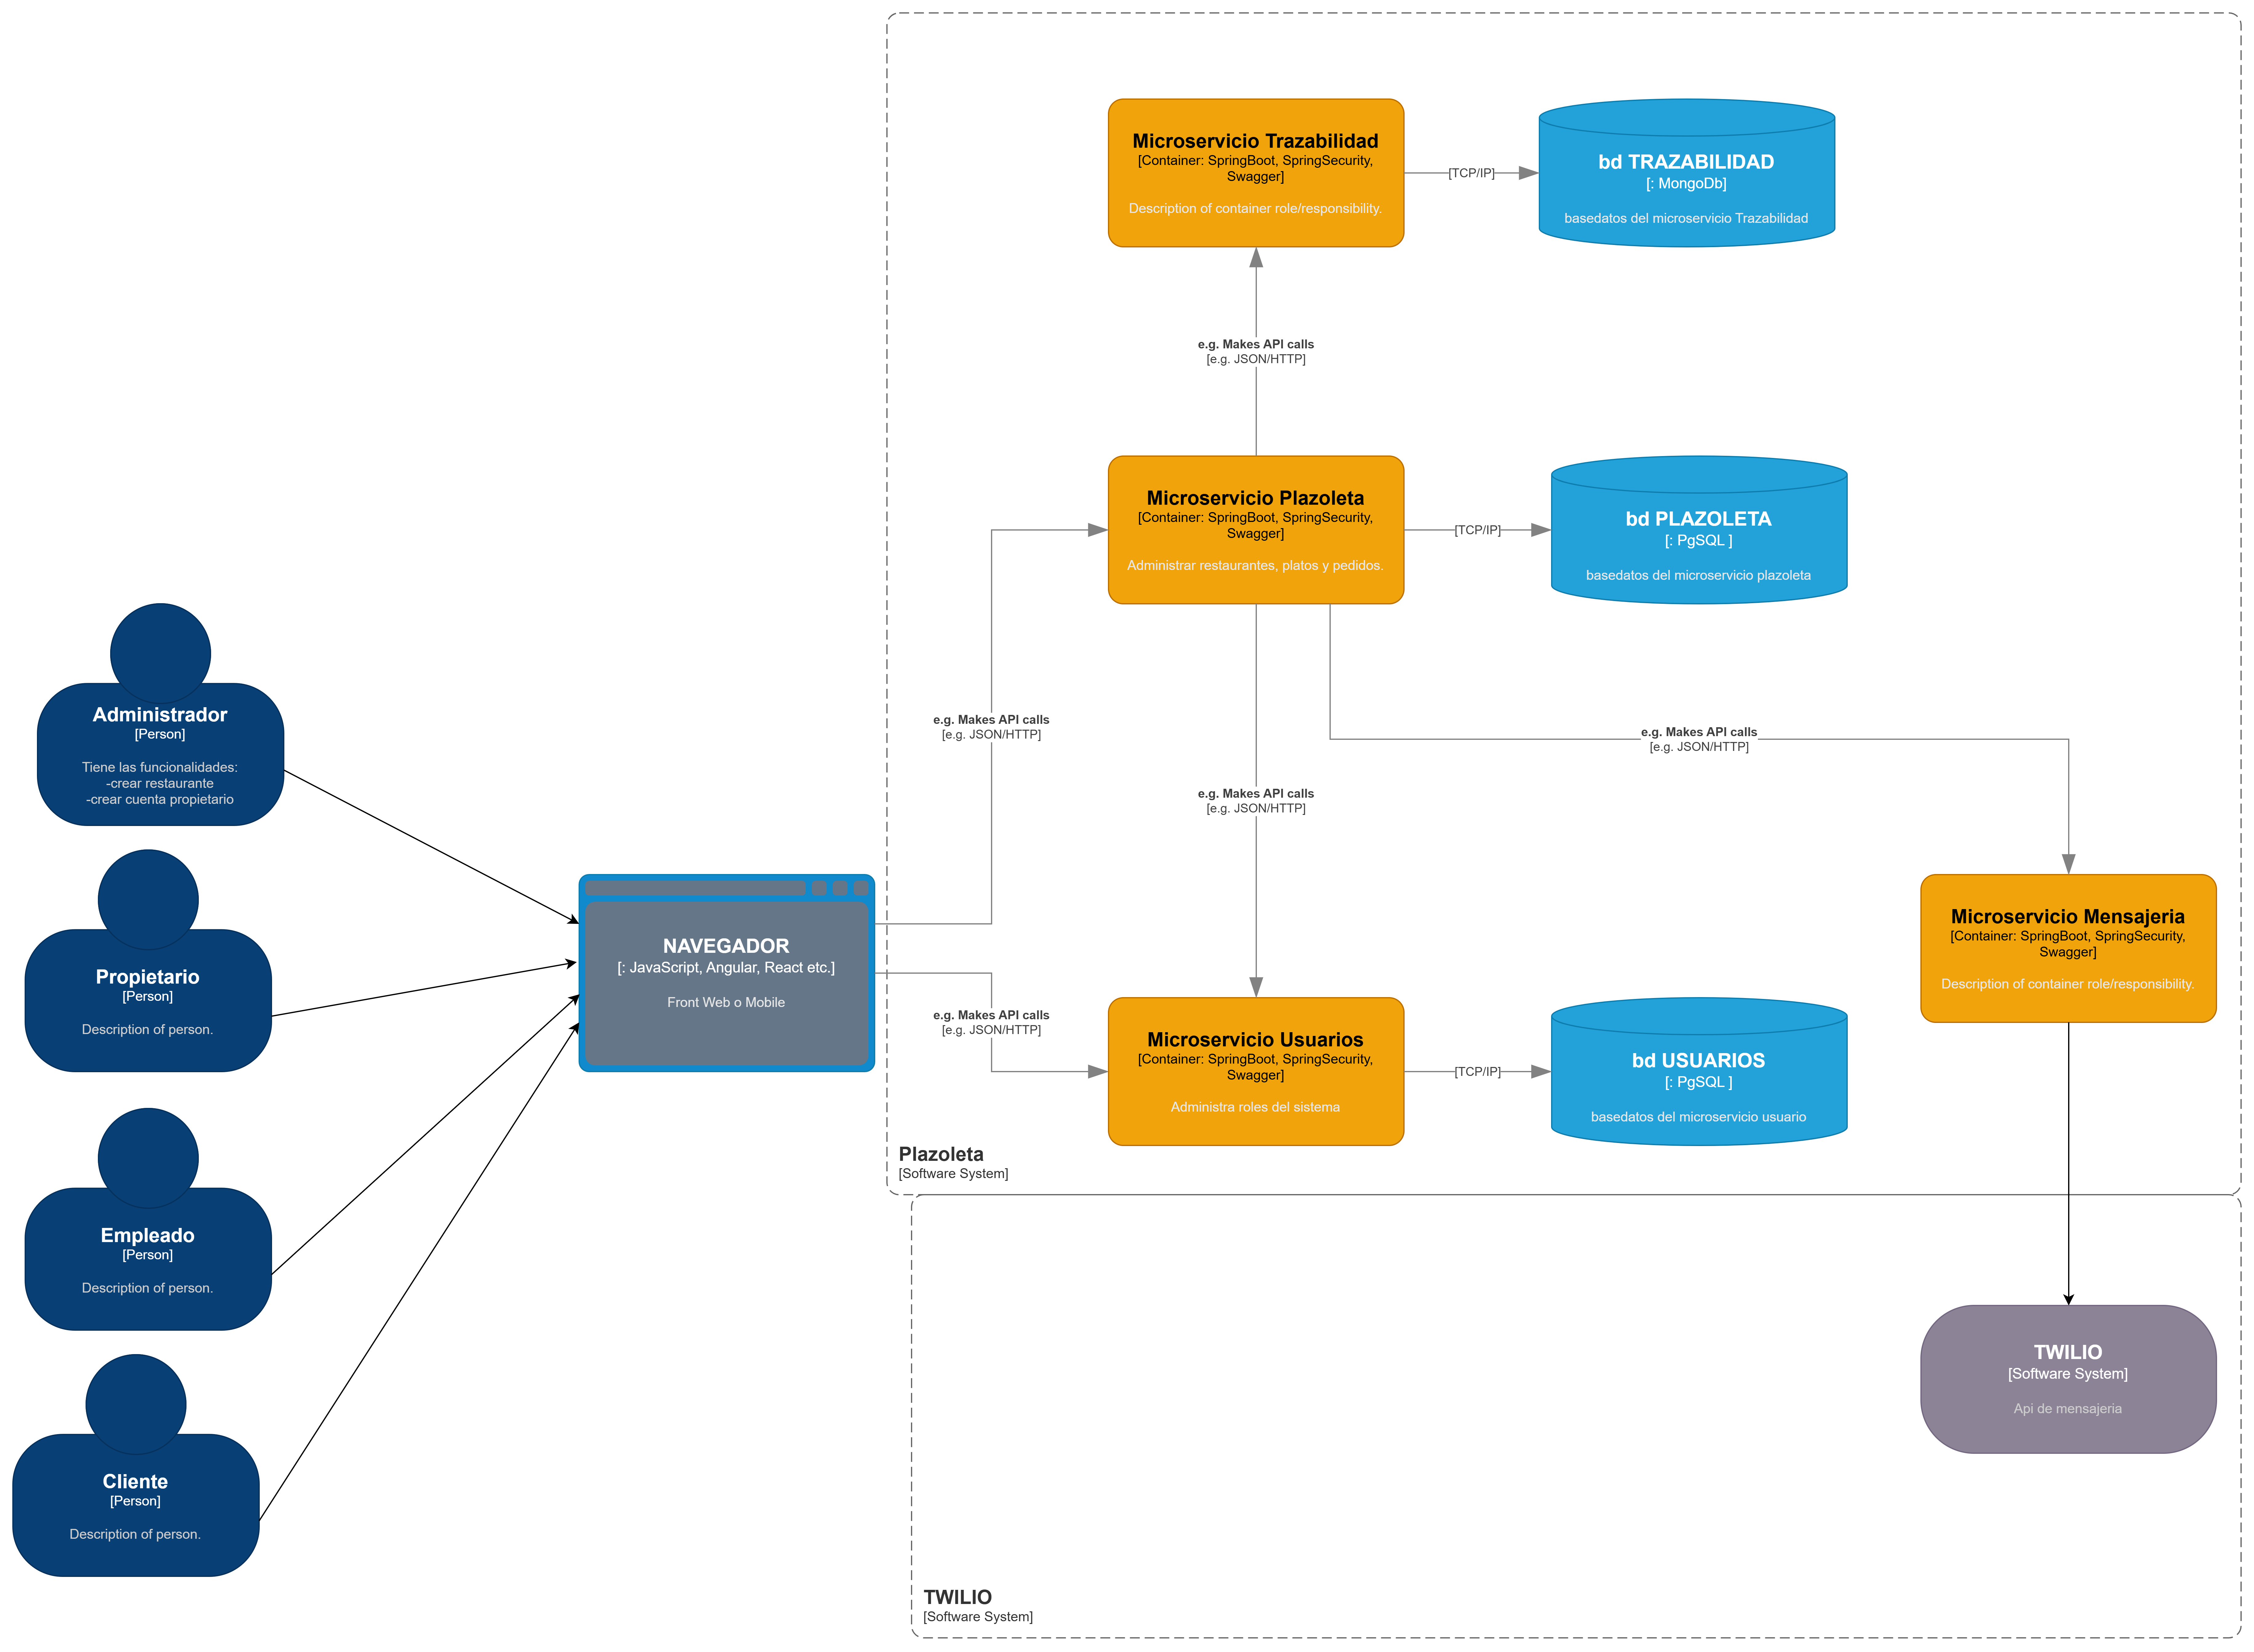 Microservicio Trazabilidad
[Container: SpringBoot, SpringSecurity,
Swagger]
Description of container role/responsibility.
[TCP/IP]
bd TRAZABILIDAD
[: MongoDb]
basedatos del microservicio Trazabilidad
e.g. Makes API calls
[e.g. JSON/HTTP]
Microservicio Plazoleta
[Container: SpringBoot, SpringSecurity,
Swagger]
Administrar restaurantes, platos y pedidos.
[TCP/IP]
bd PLAZOLETA
[: PgSQL ]
basedatos del microservicio plazoleta
Administrador
[Person]
Tiene las funcionalidades:
-crear restaurante
-crear cuenta propietario
e.g. Makes API calls
[e.g. JSON/HTTP]
e.g. Makes API calls
[e.g. JSON/HTTP]
e.g. Makes API calls
[e.g. JSON/HTTP]
Propietario
[Person]
Description of person.
NAVEGADOR
[: JavaScript, Angular, React etc.]
Front Web o Mobile
e.g. Makes API calls
[e.g. JSON/HTTP]
Microservicio Usuarios
[Container: SpringBoot, SpringSecurity,
Swagger]
Administra roles del sistema
[TCP/IP]
bd USUARIOS
[: PgSQL ]
basedatos del microservicio usuario
Microservicio Mensajeria
[Container: SpringBoot, SpringSecurity,
Swagger]
Description of container role/responsibility.
Plazoleta
[Software System]
Empleado
[Person]
Description of person.
TWILIO
[Software System]
Api de mensajeria
Cliente
[Person]
Description of person.
TWILIO
[Software System]